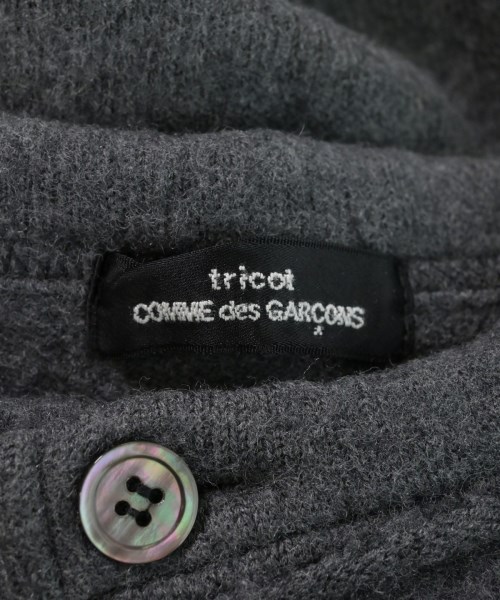 tricot
COMME des GARÇONS
*